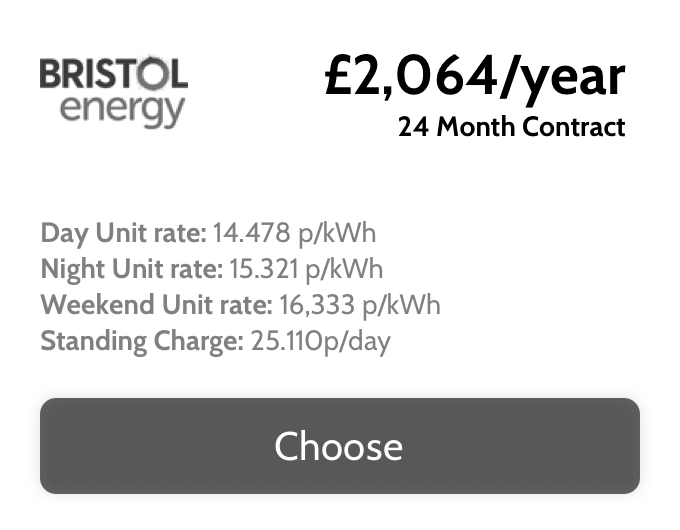 BRISTOL
energy
£2,064/year
24 Month Contract
Day Unit rate: 14.478 p/kWh
Night Unit rate: 15.321 p/kWh
Weekend Unit rate: 16,333 p/kWh
Standing Charge: 25.110p/day
Choose